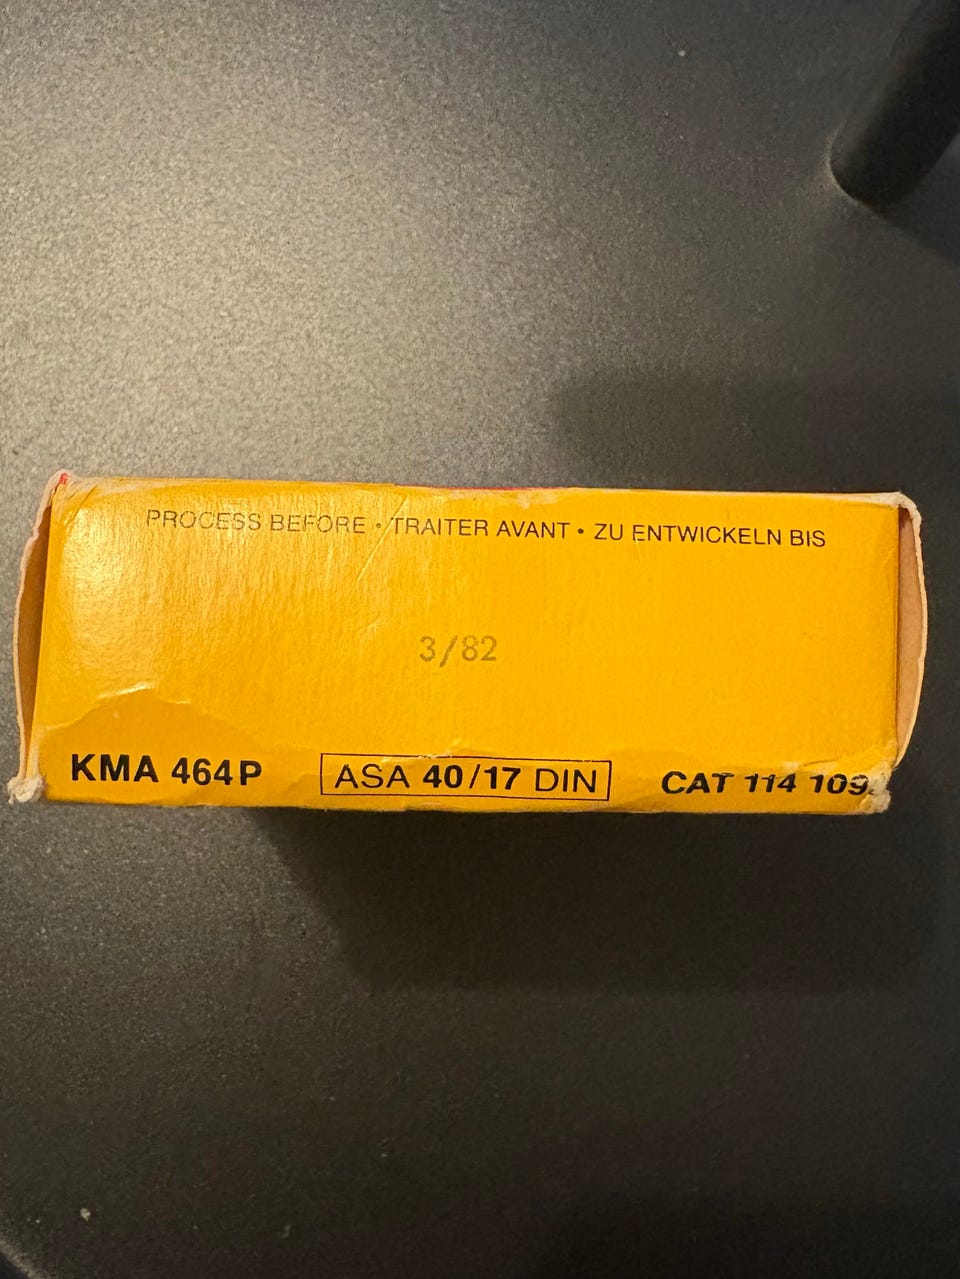 PROCESS BEFORE • TRAITER AVANT • ZU ENTWICKELN BIS
3/82
KMA 464P ASA 40/17 DIN CAT 114 109